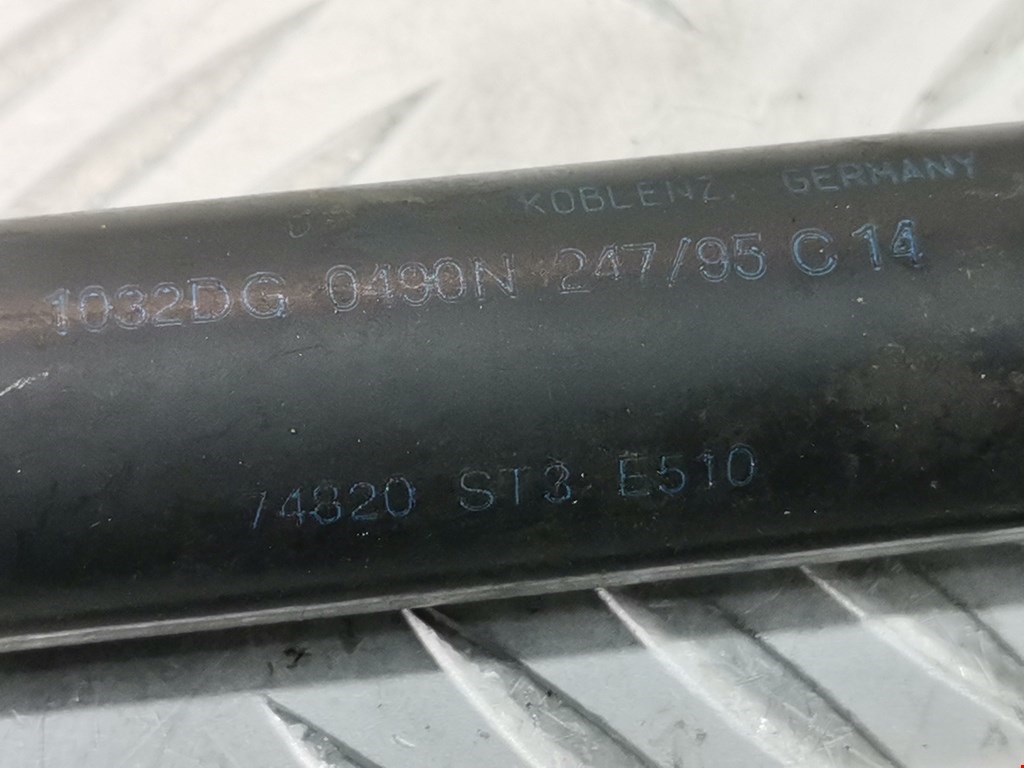 KOBLENZ, GERMANY
1032DG 0490N 247/95 C 14
74820 ST3 E510